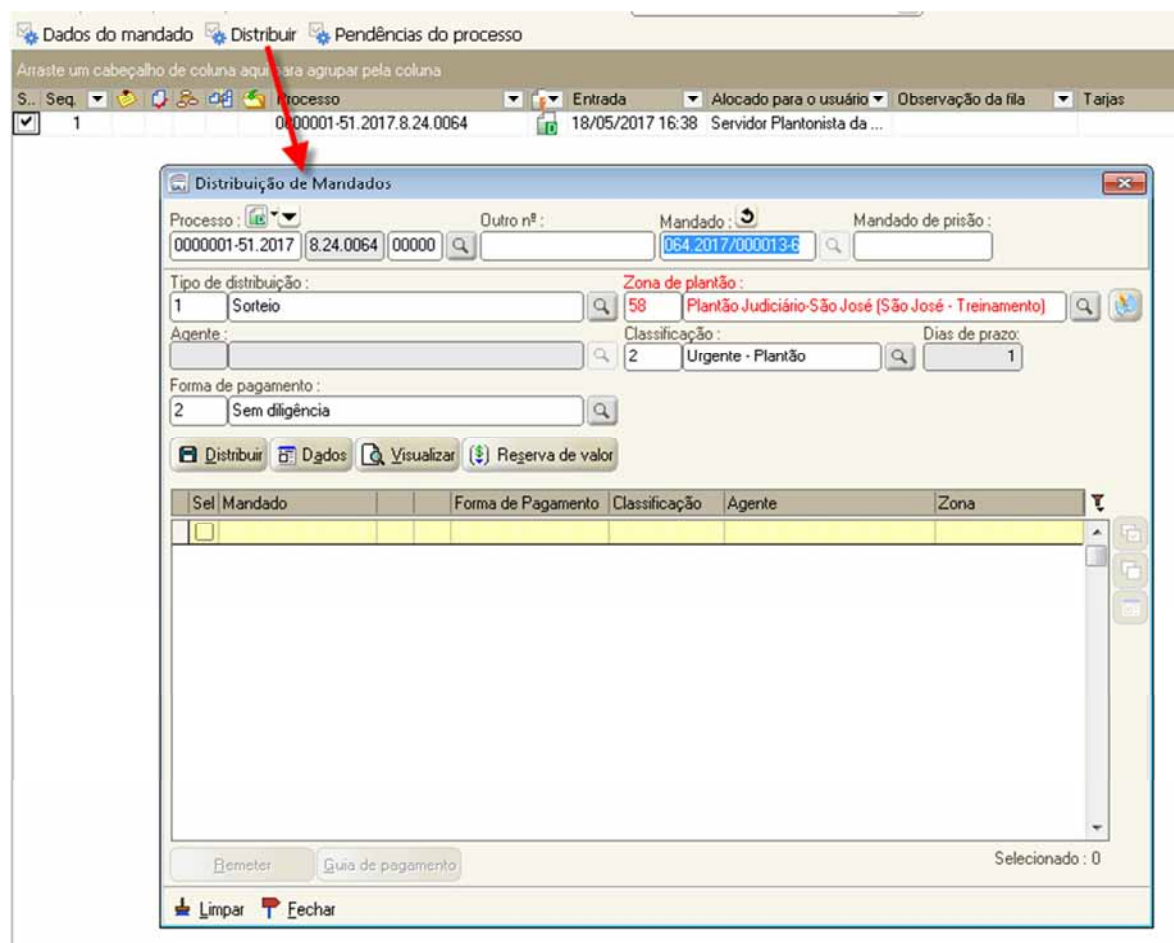 Dados do mandado Distribuir Pendências do processo
Arraste um cabeçalho de coluna aqui para agrupar pela coluna
S.. Seq. Processo Entrada Alocado para o usuário Observação da fila Tarjas
1 0000001-51.2017.8.24.0064 18/05/2017 16:38 Servidor Plantonista da ...
Distribuição de Mandados
Processo : Outro nº : Mandado : Mandado de prisão :
0000001-51.2017 8.24.0064 00000 064.2017/000013-6
Tipo de distribuição : Zona de plantão :
1 Sorteio 58 Plantão Judiciário-São José (São José - Treinamento)
Agente : Classificação : Dias de prazo:
2 Urgente - Plantão 1
Forma de pagamento :
2 Sem diligência
Distribuir Dados Visualizar Reserva de valor
Sel Mandado Forma de Pagamento Classificação Agente Zona
Remeter Guia de pagamento Selecionado : 0
Limpar Fechar